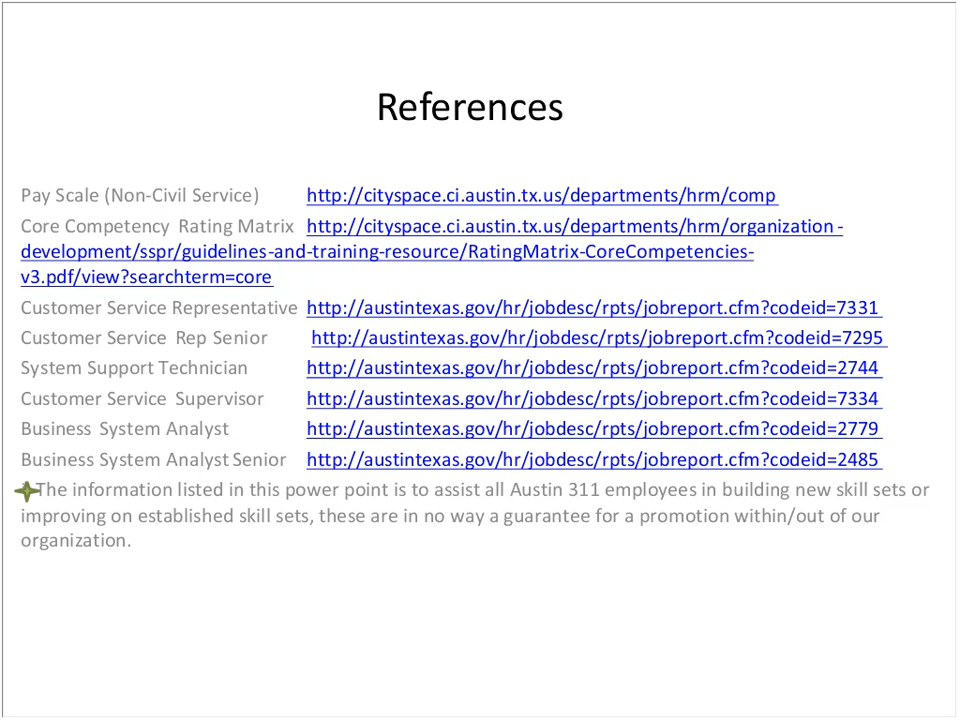 References
Pay Scale (Non-Civil Service) http://cityspace.ci.austin.tx.us/departments/hrm/comp
Core Competency Rating Matrix http://cityspace.ci.austin.tx.us/departments/hrm/organization -
development/sspr/guidelines-and-training-resource/RatingMatrix-CoreCompetencies-
v3.pdf/view?searchterm=core
Customer Service Representative http://austintexas.gov/hr/jobdesc/rpts/jobreport.cfm?codeid=7331
Customer Service Rep Senior http://austintexas.gov/hr/jobdesc/rpts/jobreport.cfm?codeid=7295
System Support Technician http://austintexas.gov/hr/jobdesc/rpts/jobreport.cfm?codeid=2744
Customer Service Supervisor http://austintexas.gov/hr/jobdesc/rpts/jobreport.cfm?codeid=7334
Business System Analyst http://austintexas.gov/hr/jobdesc/rpts/jobreport.cfm?codeid=2779
Business System Analyst Senior http://austintexas.gov/hr/jobdesc/rpts/jobreport.cfm?codeid=2485
The information listed in this power point is to assist all Austin 311 employees in building new skill sets or
improving on established skill sets, these are in no way a guarantee for a promotion within/out of our
organization.